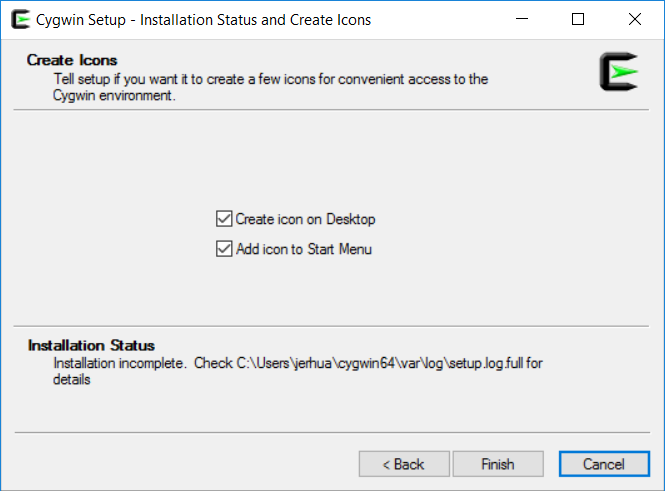 Cygwin Setup - Installation Status and Create Icons
Create Icons
Tell setup if you want it to create a few icons for convenient access to the
Cygwin environment.
Create icon on Desktop
Add icon to Start Menu
Installation Status
Installation incomplete.  Check C:\Users\jerhua\cygwin64\var\log\setup.log.full for
details
< Back
Finish
Cancel